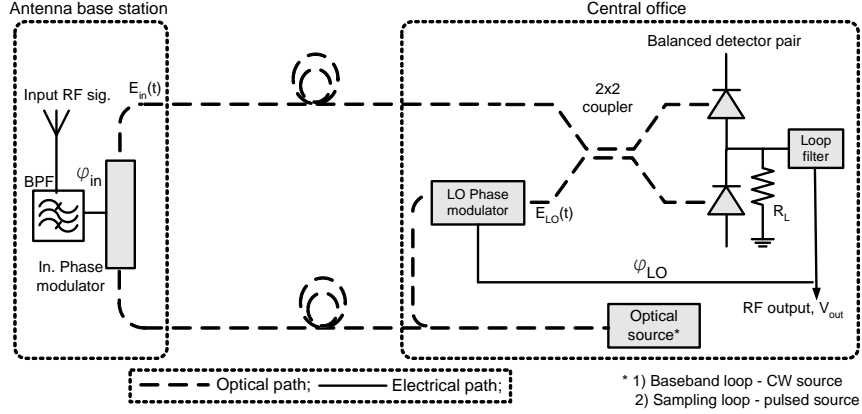 Antenna base station
Central office
Balanced detector pair
Input RF sig.
E_in(t)
2x2
coupler
Loop
filter
BPF
φ_in
LO Phase
modulator
E_LO(t)
R_L
In. Phase
modulator
φ_LO
RF output, V_out
Optical
source*
Optical path;
Electrical path;
* 1) Baseband loop - CW source
2) Sampling loop - pulsed source